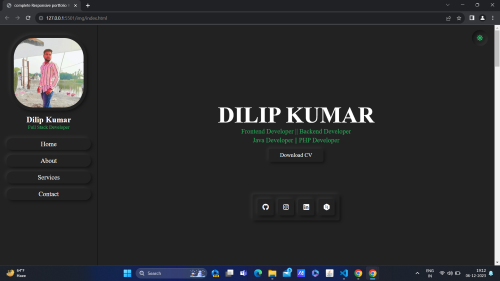 Complete Responsive portfolio
127.0.0.1:5501/img/index.html
Dilip Kumar
Full Stack Developer
Home
About
Services
Contact
DILIP KUMAR
Frontend Developer || Backend Developer
Java Developer || PHP Developer
Download CV
64°F
Haze
Search
ENG
IN
19:12
06-12-2023